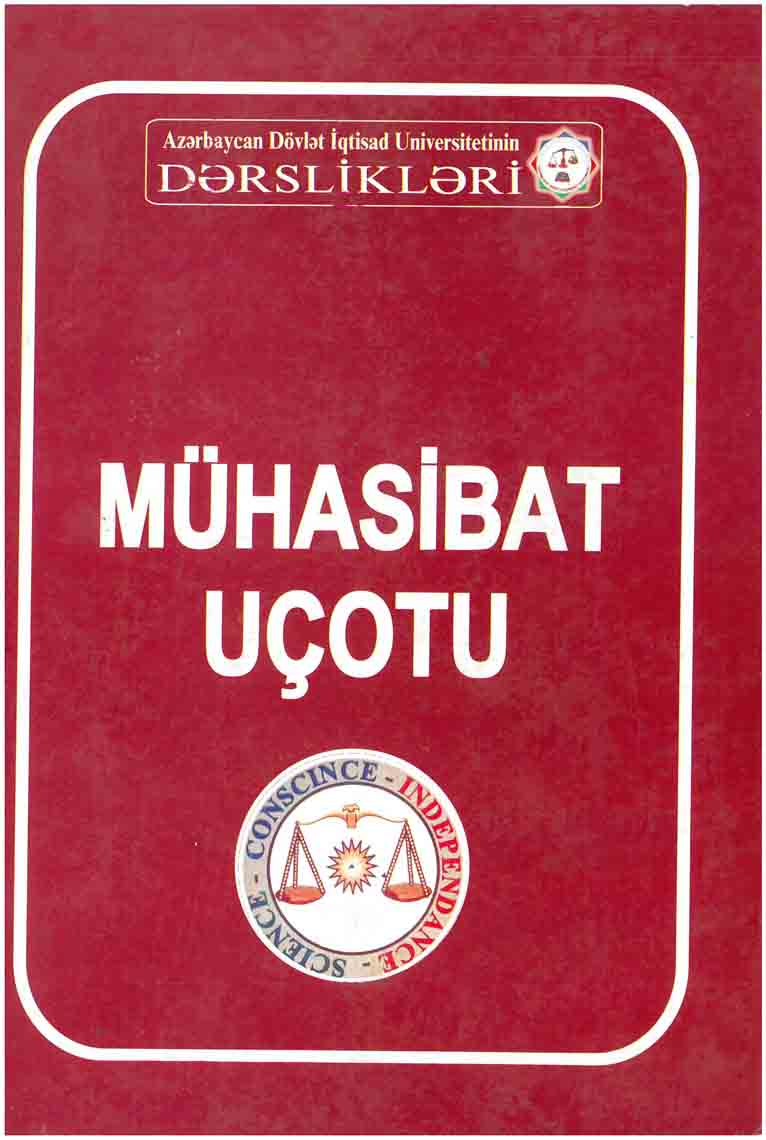 Azərbaycan Dövlət İqtisad Universitetinin
DƏRSLİKLƏRİ
MÜHASİBAT
UÇOTU
SCIENCE - CONSCINCE - INDEPENDANCE -